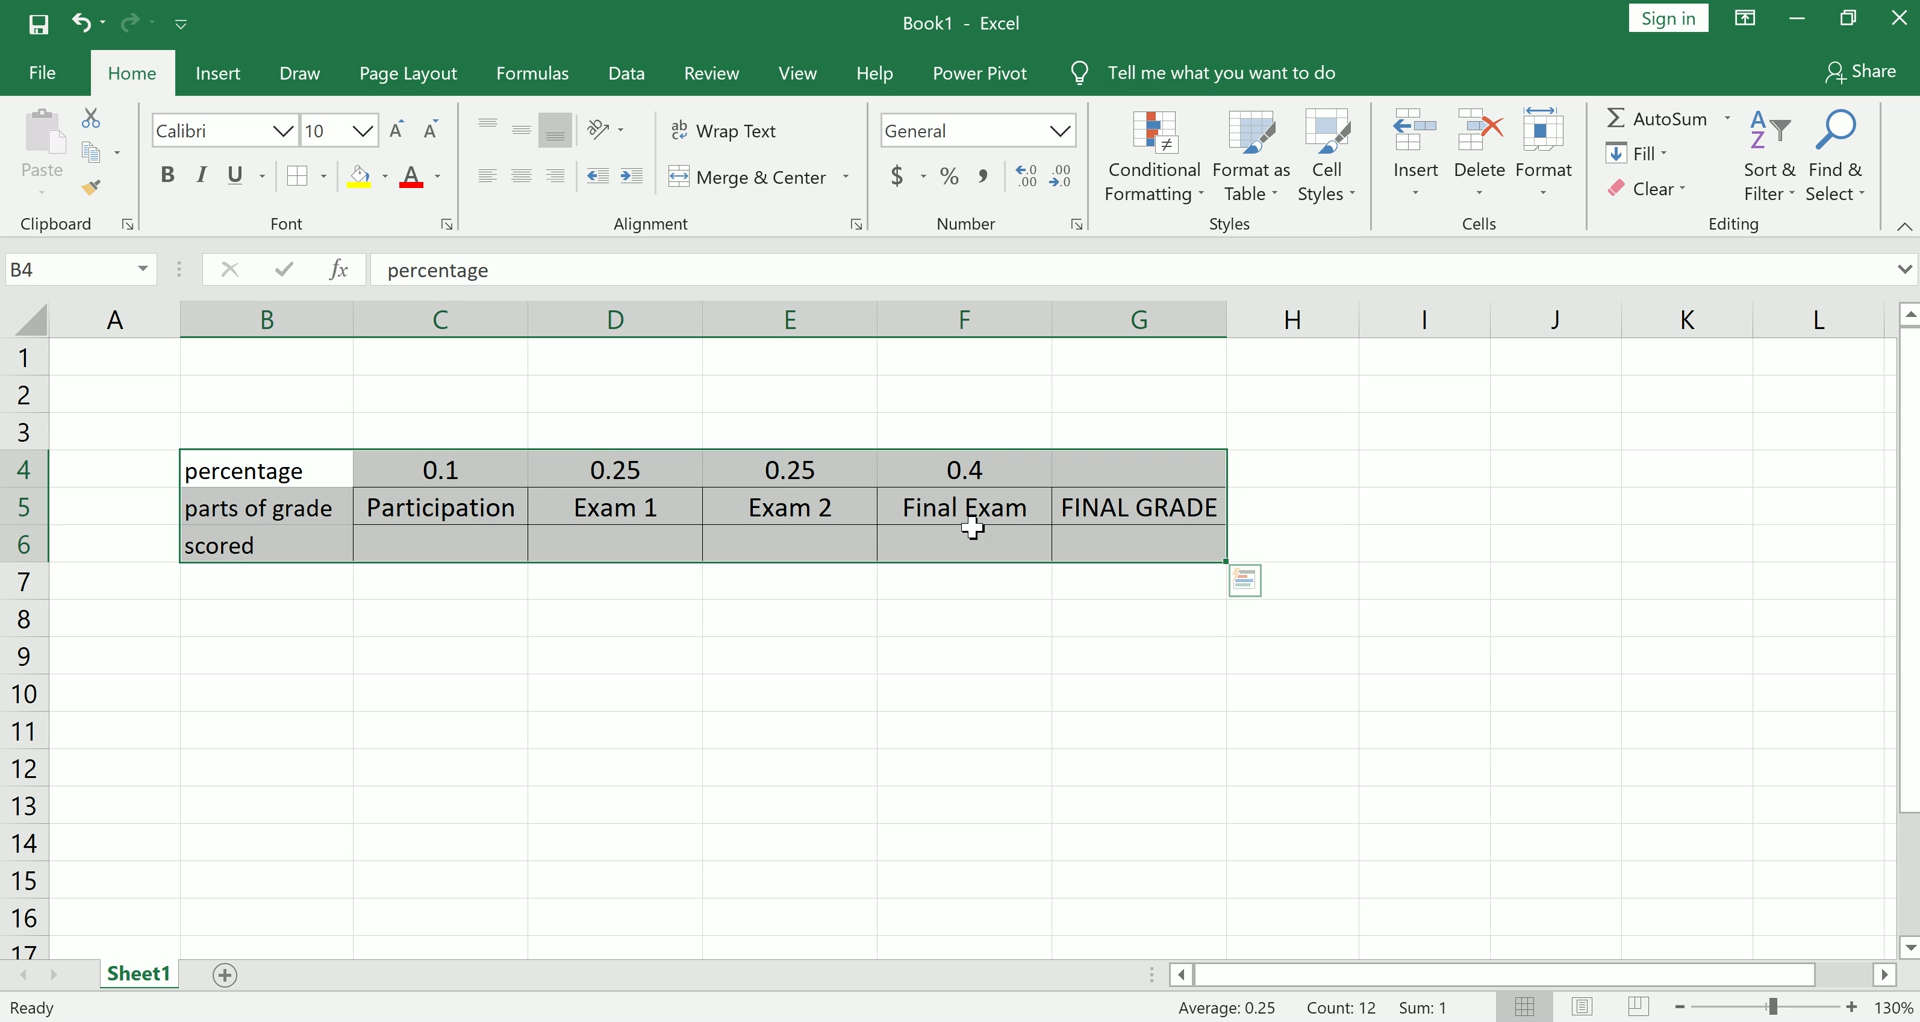 Book1 - Excel
Sign in
File Home Insert Draw Page Layout Formulas Data Review View Help Power Pivot Tell me what you want to do Share
Paste
Clipboard
Calibri 10 A A
B I U A
Font
ab Wrap Text
Merge & Center
Alignment
General
$ % , .00 .00
Number
Conditional Formatting
Format as Table
Cell Styles
Styles
Insert Delete Format
Cells
AutoSum
Fill
Clear
Sort & Filter
Find & Select
Editing
B4 fx percentage
A B C D E F G H I J K L
1
2
3
4 percentage 0.1 0.25 0.25 0.4
5 parts of grade Participation Exam 1 Exam 2 Final Exam FINAL GRADE
6 scored
7
8
9
10
11
12
13
14
15
16
17
Sheet1
Ready Average: 0.25 Count: 12 Sum: 1 130%